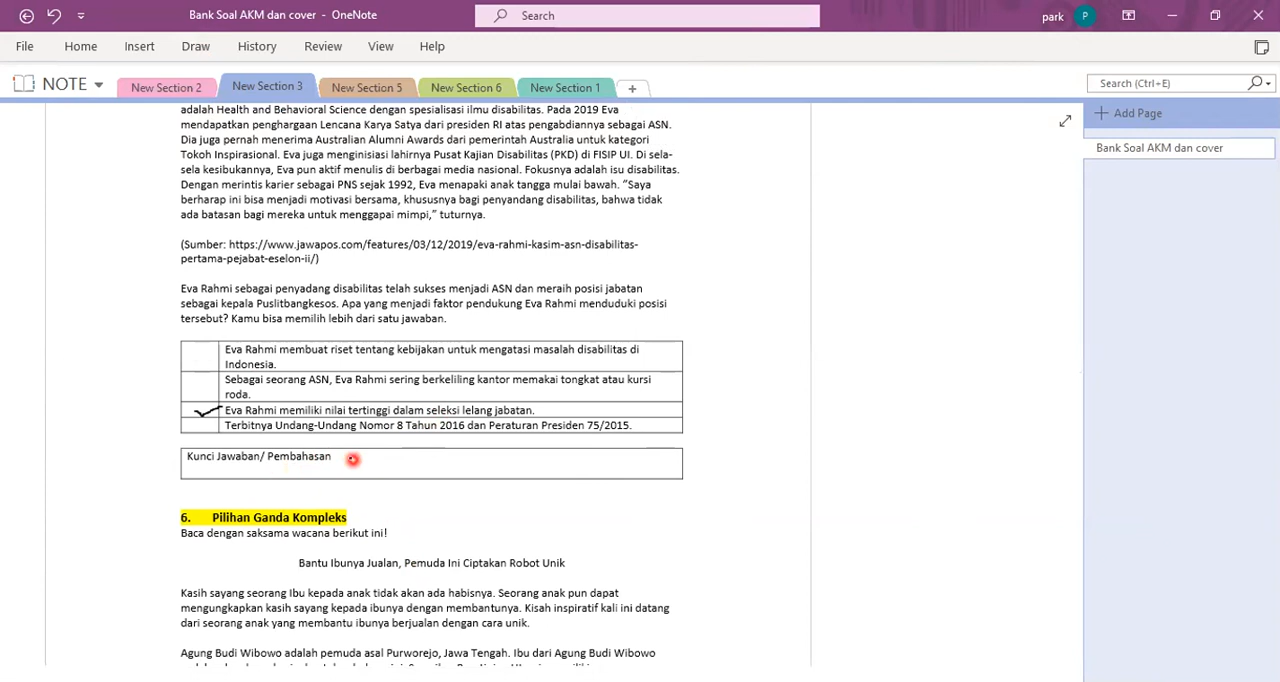 Bank Soal AKM dan cover - OneNote
Search
park
P
File
Home
Insert
Draw
History
Review
View
Help
NOTE
New Section 2
New Section 3
New Section 5
New Section 6
New Section 1
Search (Ctrl+E)
Add Page
Bank Soal AKM dan cover
adalah Health and Behavioral Science dengan spesialisasi ilmu disabilitas. Pada 2019 Eva
mendapatkan penghargaan Lencana Karya Satya dari presiden RI atas pengabdiannya sebagai ASN.
Dia juga pernah menerima Australian Alumni Awards dari pemerintah Australia untuk kategori
Tokoh Inspirasional. Eva juga menginisiasi lahirnya Pusat Kajian Disabilitas (PKD) di FISIP UI. Di sela-
sela kesibukannya, Eva pun aktif menulis di berbagai media nasional. Fokusnya adalah isu disabilitas.
Dengan merintis karier sebagai PNS sejak 1992, Eva menapaki anak tangga mulai bawah. “Saya
berharap ini bisa menjadi motivasi bersama, khususnya bagi penyandang disabilitas, bahwa tidak
ada batasan bagi mereka untuk menggapai mimpi,” tuturnya.
(Sumber: https://www.jawapos.com/features/03/12/2019/eva-rahmi-kasim-asn-disabilitas-
pertama-pejabat-eselon-ii/)
Eva Rahmi sebagai penyadang disabilitas telah sukses menjadi ASN dan meraih posisi jabatan
sebagai kepala Puslitbangkesos. Apa yang menjadi faktor pendukung Eva Rahmi menduduki posisi
tersebut? Kamu bisa memilih lebih dari satu jawaban.
Eva Rahmi membuat riset tentang kebijakan untuk mengatasi masalah disabilitas di
Indonesia.
Sebagai seorang ASN, Eva Rahmi sering berkeliling kantor memakai tongkat atau kursi
roda.
Eva Rahmi memiliki nilai tertinggi dalam seleksi lelang jabatan.
Terbitnya Undang-Undang Nomor 8 Tahun 2016 dan Peraturan Presiden 75/2015.
Kunci Jawaban/ Pembahasan
6. Pilihan Ganda Kompleks
Baca dengan saksama wacana berikut ini!
Bantu Ibunya Jualan, Pemuda Ini Ciptakan Robot Unik
Kasih sayang seorang Ibu kepada anak tidak akan ada habisnya. Seorang anak pun dapat
mengungkapkan kasih sayang kepada ibunya dengan membantunya. Kisah inspiratif kali ini datang
dari seorang anak yang membantu ibunya berjualan dengan cara unik.
Agung Budi Wibowo adalah pemuda asal Purworejo, Jawa Tengah. Ibu dari Agung Budi Wibowo